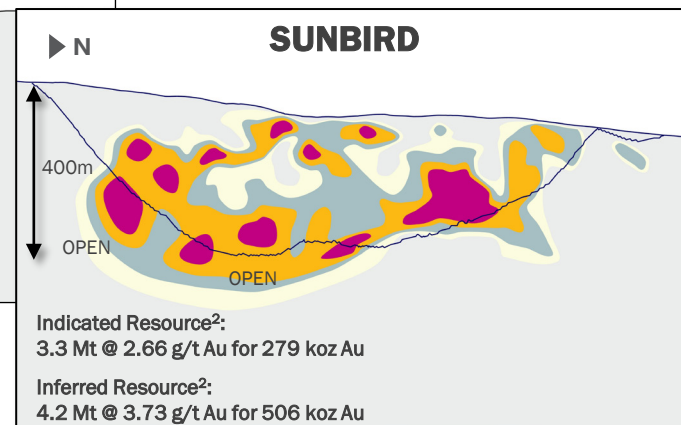 N
SUNBIRD
400m
OPEN
OPEN
Indicated Resource²:
3.3 Mt @ 2.66 g/t Au for 279 koz Au
Inferred Resource²:
4.2 Mt @ 3.73 g/t Au for 506 koz Au